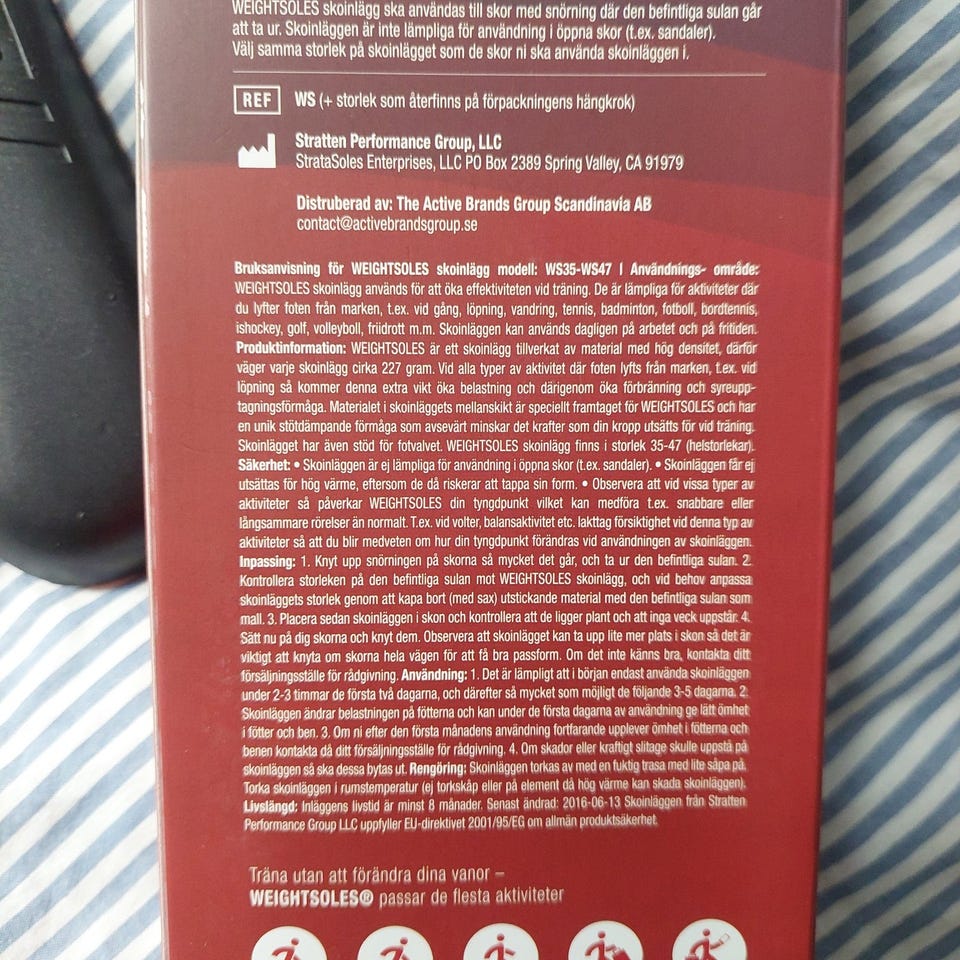 WEIGHTSOLES skoinlägg ska användas till skor med snörning där den befintliga sulan går
att ta ur. Skoinläggen är inte lämpliga för användning i öppna skor (t.ex. sandaler).
Välj samma storlek på skoinlägget som de skor ni ska använda skoinläggen i.
REF WS (+ storlek som återfinns på förpackningens hängkrok)
Stratten Performance Group, LLC
StrataSoles Enterprises, LLC PO Box 2389 Spring Valley, CA 91979
Distruberad av: The Active Brands Group Scandinavia AB
contact@activebrandsgroup.se
Bruksanvisning för WEIGHTSOLES skoinlägg modell: WS35-WS47 I Användnings- område:
WEIGHTSOLES skoinlägg används för att öka effektiviteten vid träning. De är lämpliga för aktiviteter där
du lyfter foten från marken, t.ex. vid gång, löpning, vandring, tennis, badminton, fotboll, bordtennis,
ishockey, golf, volleyboll, friidrott m.m. Skoinläggen kan används dagligen på arbetet och på fritiden.
Produktinformation: WEIGHTSOLES är ett skoinlägg tillverkat av material med hög densitet, därför
väger varje skoinlägg cirka 227 gram. Vid alla typer av aktivitet där foten lyfts från marken, t.ex. vid
löpning så kommer denna extra vikt öka belastning och därigenom öka förbränning och syreupp-
tagningsförmåga. Materialet i skoinläggets mellanskikt är speciellt framtaget för WEIGHTSOLES och har
en unik stötdämpande förmåga som avsevärt minskar det krafter som din kropp utsätts för vid träning.
Skoinlägget har även stöd för fotvalvet. WEIGHTSOLES skoinlägg finns i storlek 35-47 (helstorlekar).
Säkerhet: • Skoinläggen är ej lämpliga för användning i öppna skor (t.ex. sandaler). • Skoinläggen får ej
utsättas för hög värme, eftersom de då riskerar att tappa sin form. • Observera att vid vissa typer av
aktiviteter så påverkar WEIGHTSOLES din tyngdpunkt vilket kan medföra t.ex. snabbare eller
långsammare rörelser än normalt. T.ex. vid volter, balansaktivitet etc. Iakttag försiktighet vid denna typ av
aktiviteter så att du blir medveten om hur din tyngdpunkt förändras vid användningen av skoinläggen.
Inpassing: 1. Knyt upp snörningen på skorna så mycket det går, och ta ur den befintliga sulan. 2.
Kontrollera storleken på den befintliga sulan mot WEIGHTSOLES skoinlägg, och vid behov anpassa
skoinläggets storlek genom att kapa bort (med sax) utstickande material med den befintliga sulan som
mall. 3. Placera sedan skoinläggen i skon och kontrollera att de ligger plant och att inga veck uppstår. 4.
Sätt nu på dig skorna och knyt dem. Observera att skoinlägget kan ta upp lite mer plats i skon så det är
viktigt att knyta om skorna hela vägen för att få bra passform. Om det inte känns bra, kontakta ditt
försäljningsställe för rådgivning. Användning: 1. Det är lämpligt att i början endast använda skoinläggen
under 2-3 timmar de första två dagarna, och därefter så mycket som möjligt de följande 3-5 dagarna. 2.
Skoinläggen ändrar belastningen på fötterna och kan under de första dagarna av användning ge lätt ömhet
i fötter och ben. 3. Om ni efter den första månadens användning fortfarande upplever ömhet i fötterna och
benen kontakta då ditt försäljningsställe för rådgivning. 4. Om skador eller kraftigt slitage skulle uppstå på
skoinläggen så ska dessa bytas ut. Rengöring: Skoinläggen torkas av med en fuktig trasa med lite såpa på.
Torka skoinläggen i rumstemperatur (ej torkskåp eller på element då hög värme kan skada skoinläggen).
Livslängd: Inläggens livstid är minst 8 månader. Senast ändrad: 2016-06-13 Skoinläggen från Stratten
Performance Group LLC uppfyller EU-direktivet 2001/95/EG om allmän produktsäkerhet.
Träna utan att förändra dina vanor –
WEIGHTSOLES® passar de flesta aktiviteter